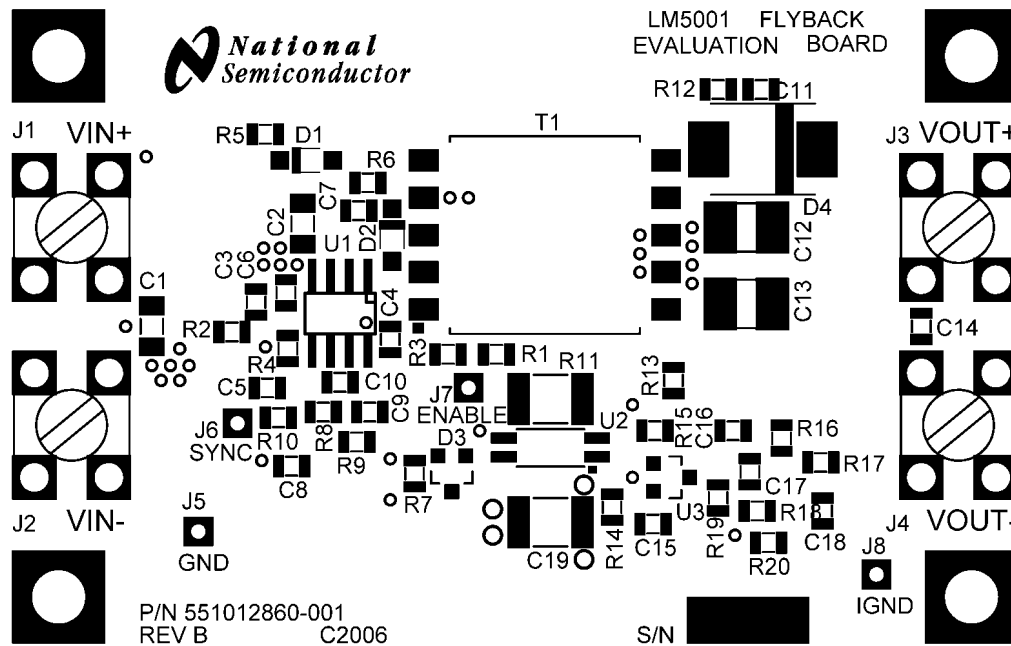 National
Semiconductor
LM5001 FLYBACK
EVALUATION BOARD
R12
C11
J1
VIN+
R5
D1
T1
J3
VOUT+
R6
C7
C2
D2
U1
D4
C12
C3
C6
C1
C4
C13
R2
C14
R4
R3
R1
R11
R13
C5
C10
J7
ENABLE
J6
SYNC
R10
R8
C9
R9
D3
U2
R15
C16
R16
R17
C8
R7
C17
J2
VIN-
J5
GND
C19
R14
C15
U3
R19
R18
C18
R20
J4
VOUT-
J8
IGND
P/N 551012860-001
REV B C2006
S/N